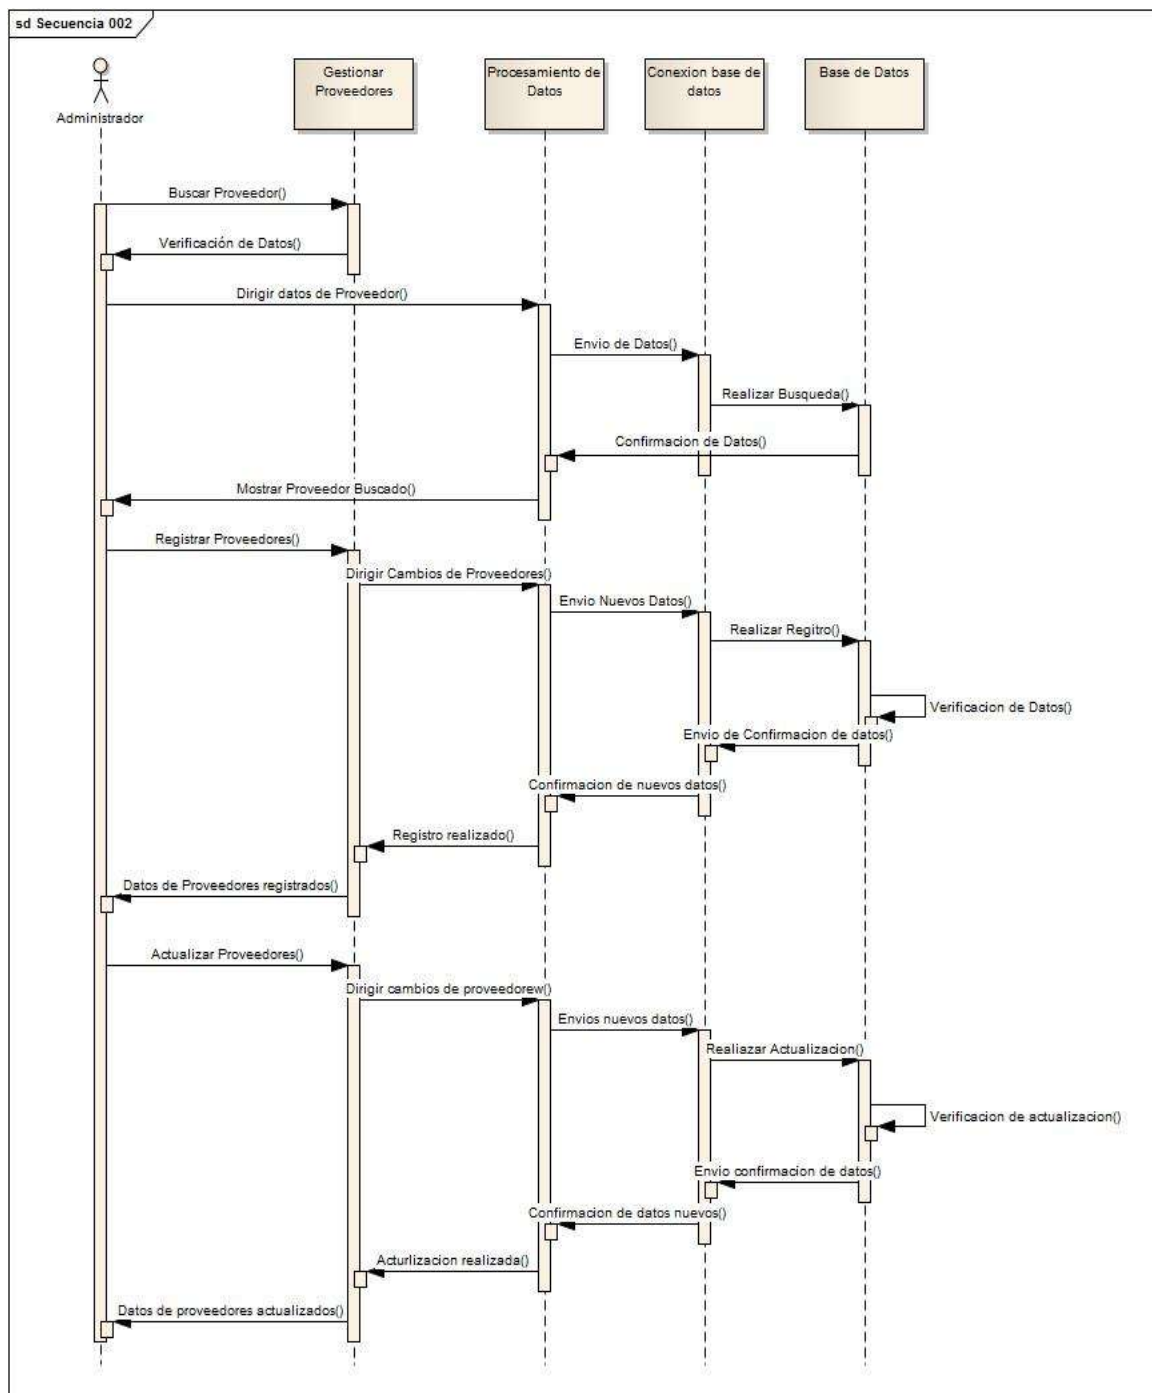 sd Secuencia 002
Administrador
Gestionar
Proveedores
Procesamiento de
Datos
Conexion base de
datos
Base de Datos
Buscar Proveedor()
Verificación de Datos()
Dirigir datos de Proveedor()
Envio de Datos()
Realizar Busqueda()
Confirmacion de Datos()
Mostrar Proveedor Buscado()
Registrar Proveedores()
Dirigir Cambios de Proveedores()
Envio Nuevos Datos()
Realizar Regitro()
Verificacion de Datos()
Envio de Confirmacion de datos()
Confirmacion de nuevos datos()
Registro realizado()
Datos de Proveedores registrados()
Actualizar Proveedores()
Dirigir cambios de proveedorew()
Envios nuevos datos()
Realiazar Actualizacion()
Verificacion de actualizacion()
Envio confirmacion de datos()
Confirmacion de datos nuevos()
Acturlizacion realizada()
Datos de proveedores actualizados()